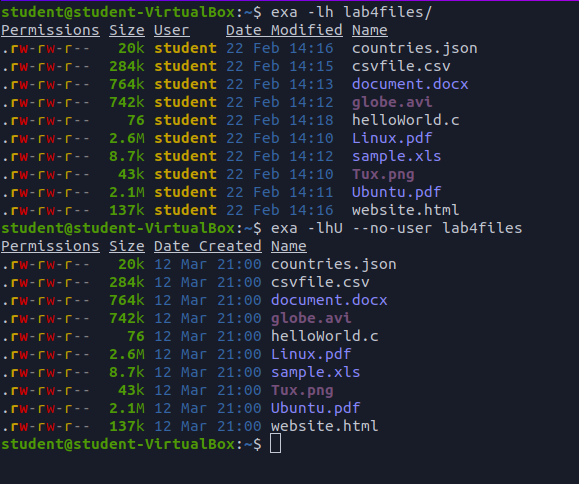 student@student-VirtualBox:~$ exa -lh lab4files/
Permissions Size User    Date Modified Name
.rw-rw-r--   20k student 22 Feb 14:16  countries.json
.rw-rw-r--  284k student 22 Feb 14:15  csvfile.csv
.rw-rw-r--  764k student 22 Feb 14:13  document.docx
.rw-rw-r--  742k student 22 Feb 14:12  globe.avi
.rw-rw-r--    76 student 22 Feb 14:18  helloWorld.c
.rw-rw-r--  2.6M student 22 Feb 14:10  Linux.pdf
.rw-rw-r--  8.7k student 22 Feb 14:12  sample.xls
.rw-rw-r--   43k student 22 Feb 14:10  Tux.png
.rw-rw-r--  2.1M student 22 Feb 14:11  Ubuntu.pdf
.rw-rw-r--  137k student 22 Feb 14:16  website.html
student@student-VirtualBox:~$ exa -lhU --no-user lab4files
Permissions Size Date Created Name
.rw-rw-r--   20k 12 Mar 21:00 countries.json
.rw-rw-r--  284k 12 Mar 21:00 csvfile.csv
.rw-rw-r--  764k 12 Mar 21:00 document.docx
.rw-rw-r--  742k 12 Mar 21:00 globe.avi
.rw-rw-r--    76 12 Mar 21:00 helloWorld.c
.rw-rw-r--  2.6M 12 Mar 21:00 Linux.pdf
.rw-rw-r--  8.7k 12 Mar 21:00 sample.xls
.rw-rw-r--   43k 12 Mar 21:00 Tux.png
.rw-rw-r--  2.1M 12 Mar 21:00 Ubuntu.pdf
.rw-rw-r--  137k 12 Mar 21:00 website.html
student@student-VirtualBox:~$